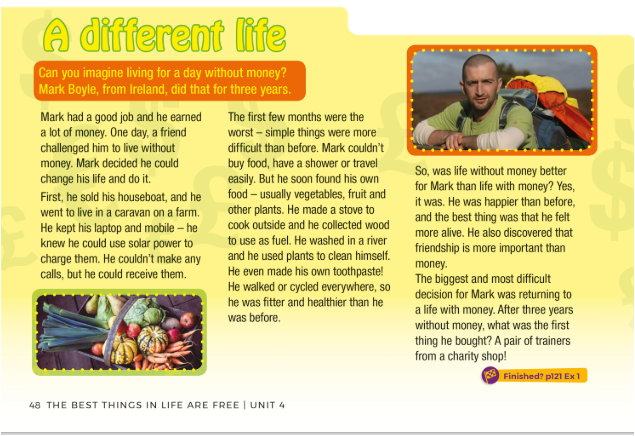 A different life
Can you imagine living for a day without money?
Mark Boyle, from Ireland, did that for three years.
Mark had a good job and he earned
a lot of money. One day, a friend
challenged him to live without
money. Mark decided he could
change his life and do it.
First, he sold his houseboat, and he
went to live in a caravan on a farm.
He kept his laptop and mobile – he
knew he could use solar power to
charge them. He couldn't make any
calls, but he could receive them.
The first few months were the
worst – simple things were more
difficult than before. Mark couldn't
buy food, have a shower or travel
easily. But he soon found his own
food – usually vegetables, fruit and
other plants. He made a stove to
cook outside and he collected wood
to use as fuel. He washed in a river
and he used plants to clean himself.
He even made his own toothpaste!
He walked or cycled everywhere, so
he was fitter and healthier than he
was before.
So, was life without money better
for Mark than life with money? Yes,
it was. He was happier than before,
and the best thing was that he felt
more alive. He also discovered that
friendship is more important than
money.
The biggest and most difficult
decision for Mark was returning to
a life with money. After three years
without money, what was the first
thing he bought? A pair of trainers
from a charity shop!
Finished? p121 Ex 1
48 THE BEST THINGS IN LIFE ARE FREE | UNIT 4